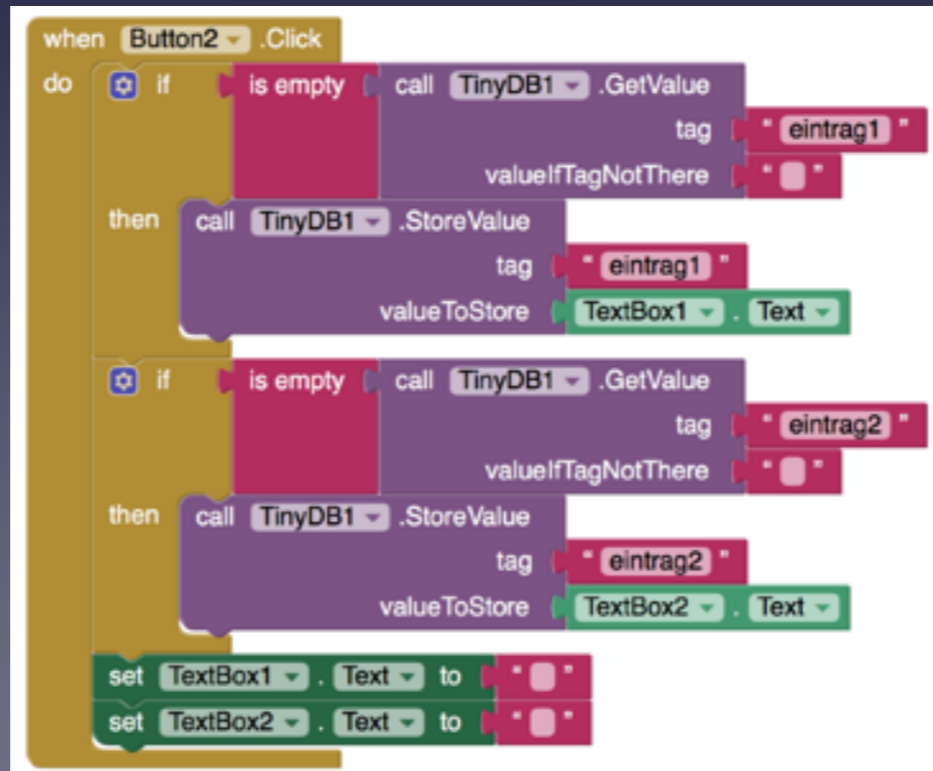 when Button2 .Click
do if is empty call TinyDB1 .GetValue
tag " eintrag1 "
valueIfTagNotThere " "
then call TinyDB1 .StoreValue
tag " eintrag1 "
valueToStore TextBox1 . Text
if is empty call TinyDB1 .GetValue
tag " eintrag2 "
valueIfTagNotThere " "
then call TinyDB1 .StoreValue
tag " eintrag2 "
valueToStore TextBox2 . Text
set TextBox1 . Text to " "
set TextBox2 . Text to " "